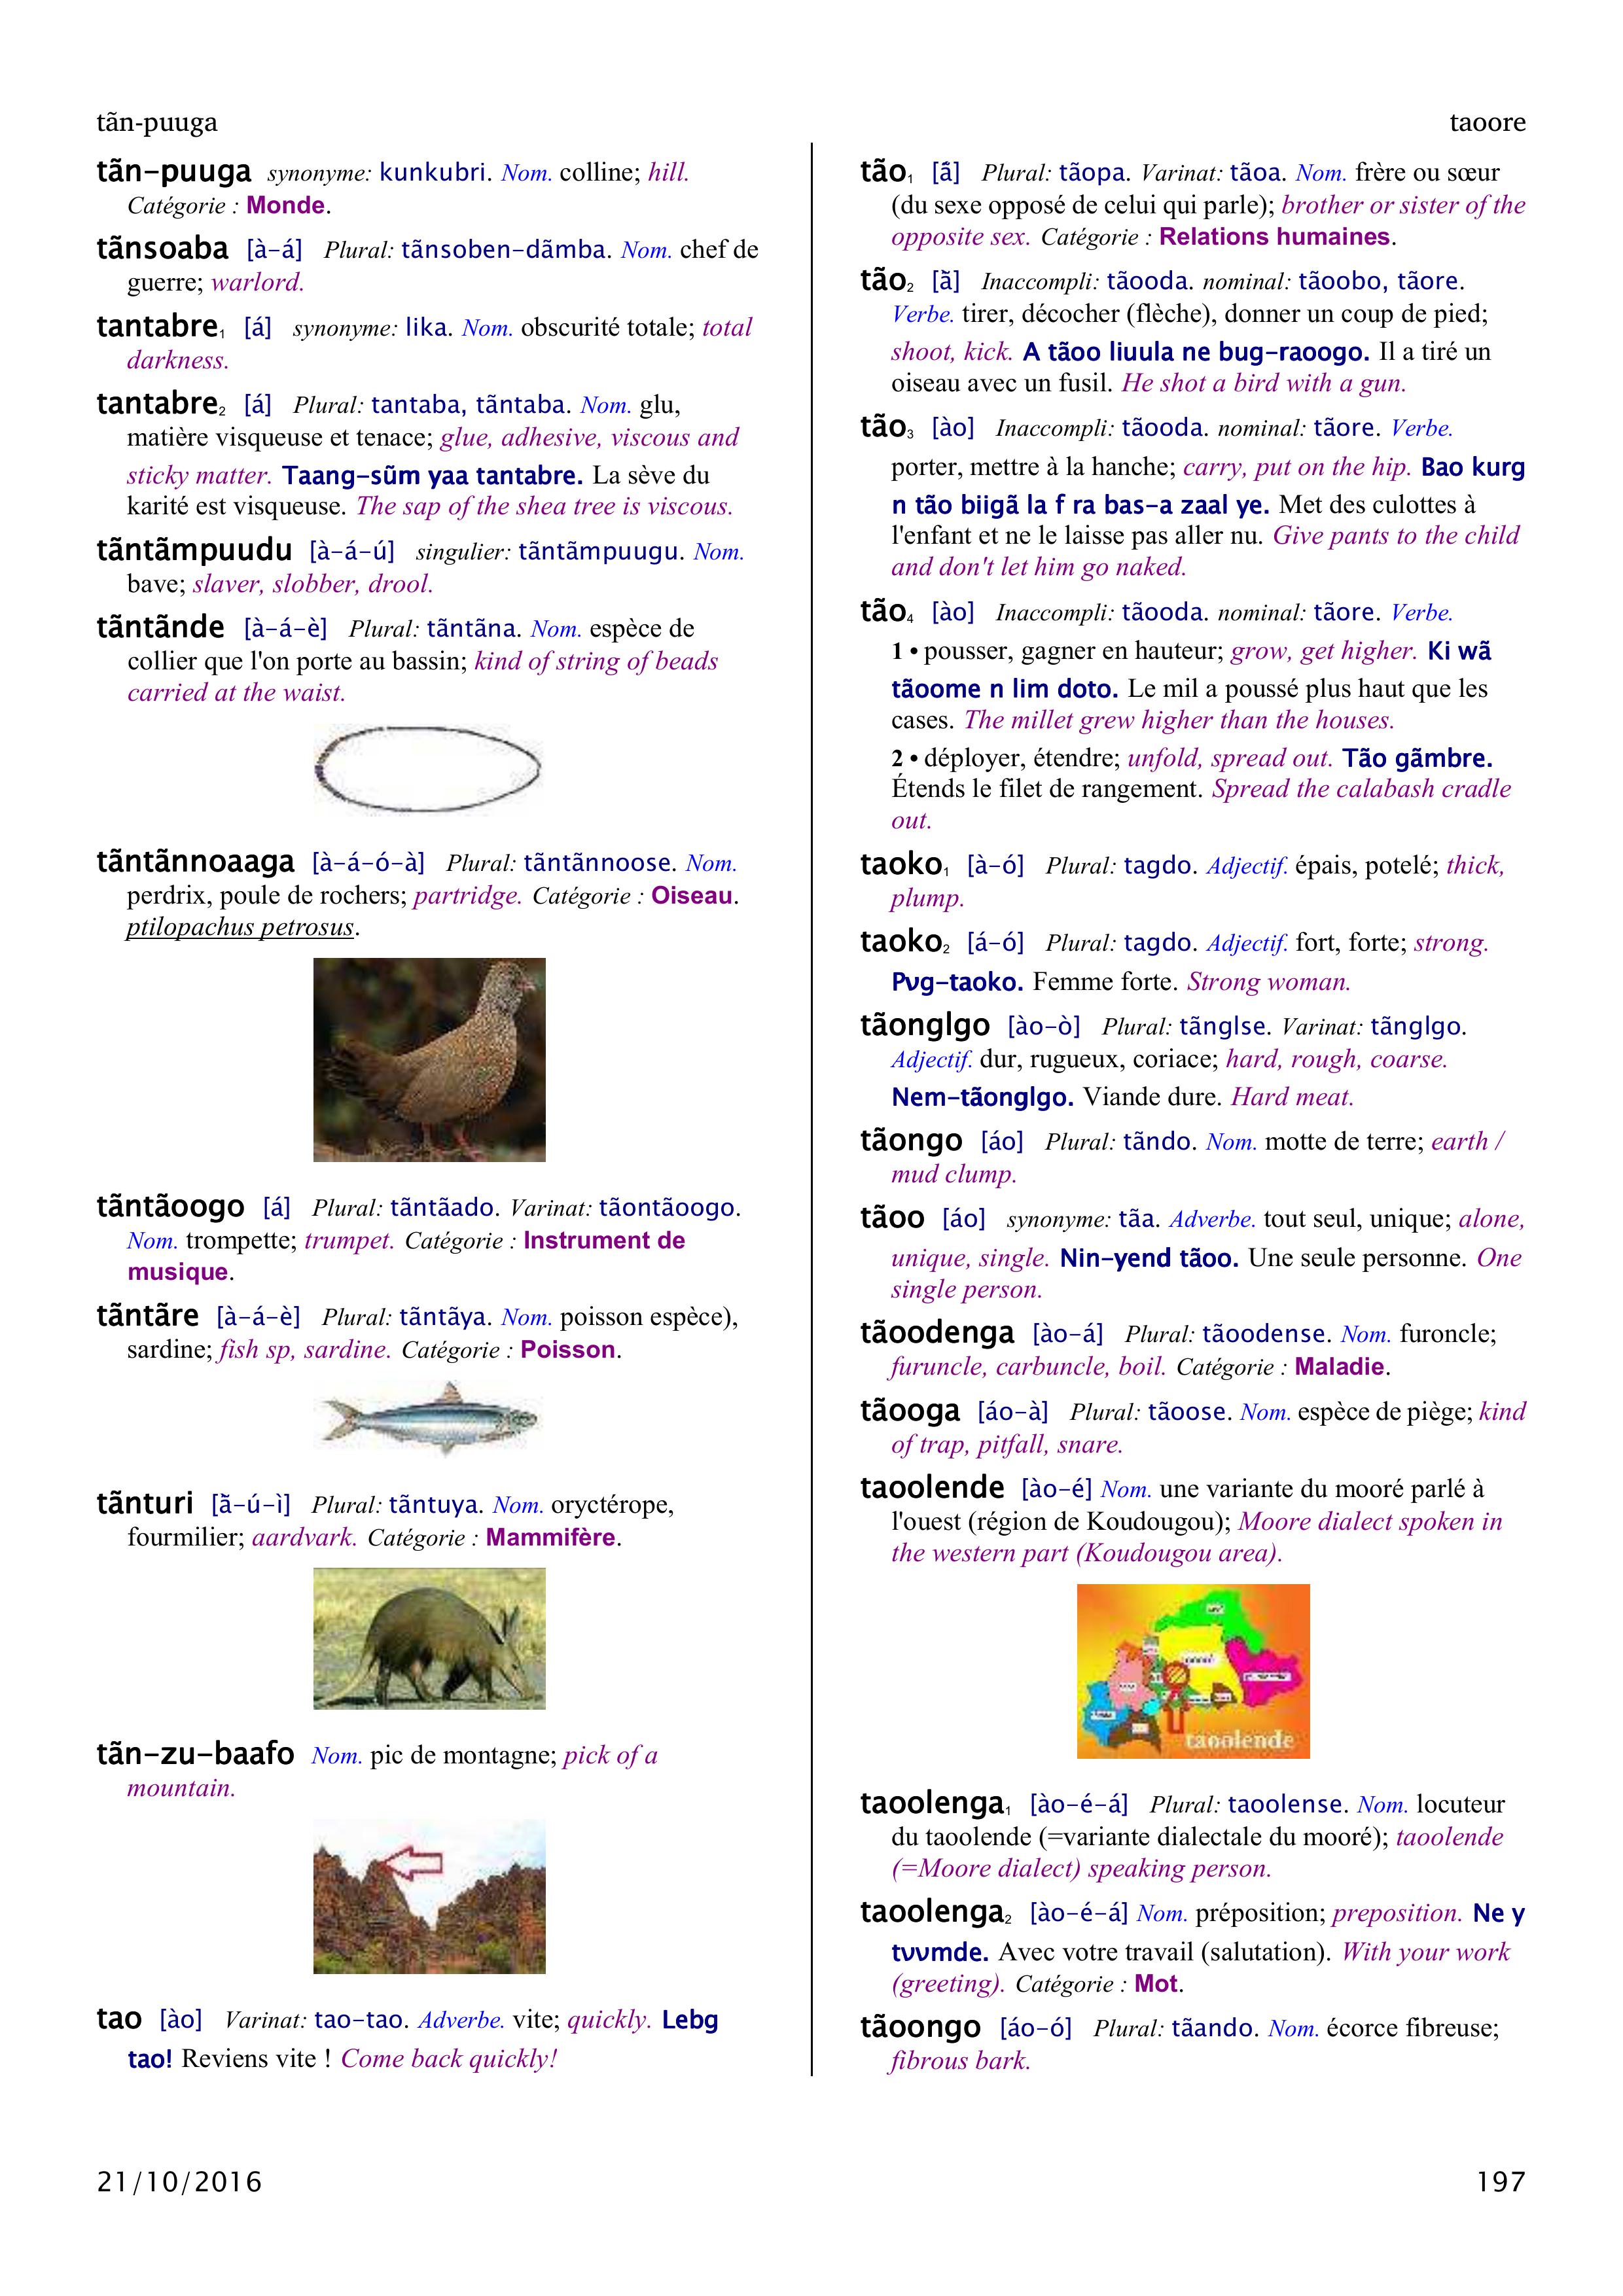 tãn-puuga
taoore
tãn-puuga synonyme: kunkubri. Nom. colline; hill.
Catégorie : Monde.
tãnsoaba [à-á] Plural: tãnsoben-dãmba. Nom. chef de
guerre; warlord.
tantabre₁ [á] synonyme: lika. Nom. obscurité totale; total
darkness.
tantabre₂ [á] Plural: tantaba, tãntaba. Nom. glu,
matière visqueuse et tenace; glue, adhesive, viscous and
sticky matter. Taang-sũm yaa tantabre. La sève du
karité est visqueuse. The sap of the shea tree is viscous.
tãntãmpuudu [à-á-ú] singulier: tãntãmpuugu. Nom.
bave; slaver, slobber, drool.
tãntãnde [à-á-è] Plural: tãntãna. Nom. espèce de
collier que l'on porte au bassin; kind of string of beads
carried at the waist.
tãntãnnoaaga [à-á-ó-à] Plural: tãntãnnoose. Nom.
perdrix, poule de rochers; partridge. Catégorie : Oiseau.
ptilopachus petrosus.
tãntãoogo [á] Plural: tãntãado. Varinat: tãontãoogo.
Nom. trompette; trumpet. Catégorie : Instrument de
musique.
tãntãre [à-á-è] Plural: tãntãya. Nom. poisson espèce),
sardine; fish sp, sardine. Catégorie : Poisson.
tãnturi [ã̀-ú-ì] Plural: tãntuya. Nom. oryctérope,
fourmilier; aardvark. Catégorie : Mammifère.
tãn-zu-baafo Nom. pic de montagne; pick of a
mountain.
tao [ào] Varinat: tao-tao. Adverbe. vite; quickly. Lebg
tao! Reviens vite ! Come back quickly!
tão₁ [ã́] Plural: tãopa. Varinat: tãoa. Nom. frère ou sœur
(du sexe opposé de celui qui parle); brother or sister of the
opposite sex. Catégorie : Relations humaines.
tão₂ [ã̀] Inaccompli: tãooda. nominal: tãoobo, tãore.
Verbe. tirer, décocher (flèche), donner un coup de pied;
shoot, kick. A tãoo liuula ne bug-raoogo. Il a tiré un
oiseau avec un fusil. He shot a bird with a gun.
tão₃ [ào] Inaccompli: tãooda. nominal: tãore. Verbe.
porter, mettre à la hanche; carry, put on the hip. Bao kurg
n tão biigã la f ra bas-a zaal ye. Met des culottes à
l'enfant et ne le laisse pas aller nu. Give pants to the child
and don't let him go naked.
tão₄ [ào] Inaccompli: tãooda. nominal: tãore. Verbe.
1 • pousser, gagner en hauteur; grow, get higher. Ki wã
tãoome n lim doto. Le mil a poussé plus haut que les
cases. The millet grew higher than the houses.
2 • déployer, étendre; unfold, spread out. Tão gãmbre.
Étends le filet de rangement. Spread the calabash cradle
out.
taoko₁ [à-ó] Plural: tagdo. Adjectif. épais, potelé; thick,
plump.
taoko₂ [á-ó] Plural: tagdo. Adjectif. fort, forte; strong.
Pʋg-taoko. Femme forte. Strong woman.
tãonglgo [ào-ò] Plural: tãnglse. Varinat: tãnglgo.
Adjectif. dur, rugueux, coriace; hard, rough, coarse.
Nem-tãonglgo. Viande dure. Hard meat.
tãongo [áo] Plural: tãndo. Nom. motte de terre; earth /
mud clump.
tãoo [áo] synonyme: tãa. Adverbe. tout seul, unique; alone,
unique, single. Nin-yend tãoo. Une seule personne. One
single person.
tãoodenga [ào-á] Plural: tãoodense. Nom. furoncle;
furuncle, carbuncle, boil. Catégorie : Maladie.
tãooga [áo-à] Plural: tãoose. Nom. espèce de piège; kind
of trap, pitfall, snare.
taoolende [ào-é] Nom. une variante du mooré parlé à
l'ouest (région de Koudougou); Moore dialect spoken in
the western part (Koudougou area).
taoolende
taoolenga₁ [ào-é-á] Plural: taoolense. Nom. locuteur
du taoolende (=variante dialectale du mooré); taoolende
(=Moore dialect) speaking person.
taoolenga₂ [ào-é-á] Nom. préposition; preposition. Ne y
tʋʋmde. Avec votre travail (salutation). With your work
(greeting). Catégorie : Mot.
tãoongo [áo-ó] Plural: tãando. Nom. écorce fibreuse;
fibrous bark.
21/10/2016
197